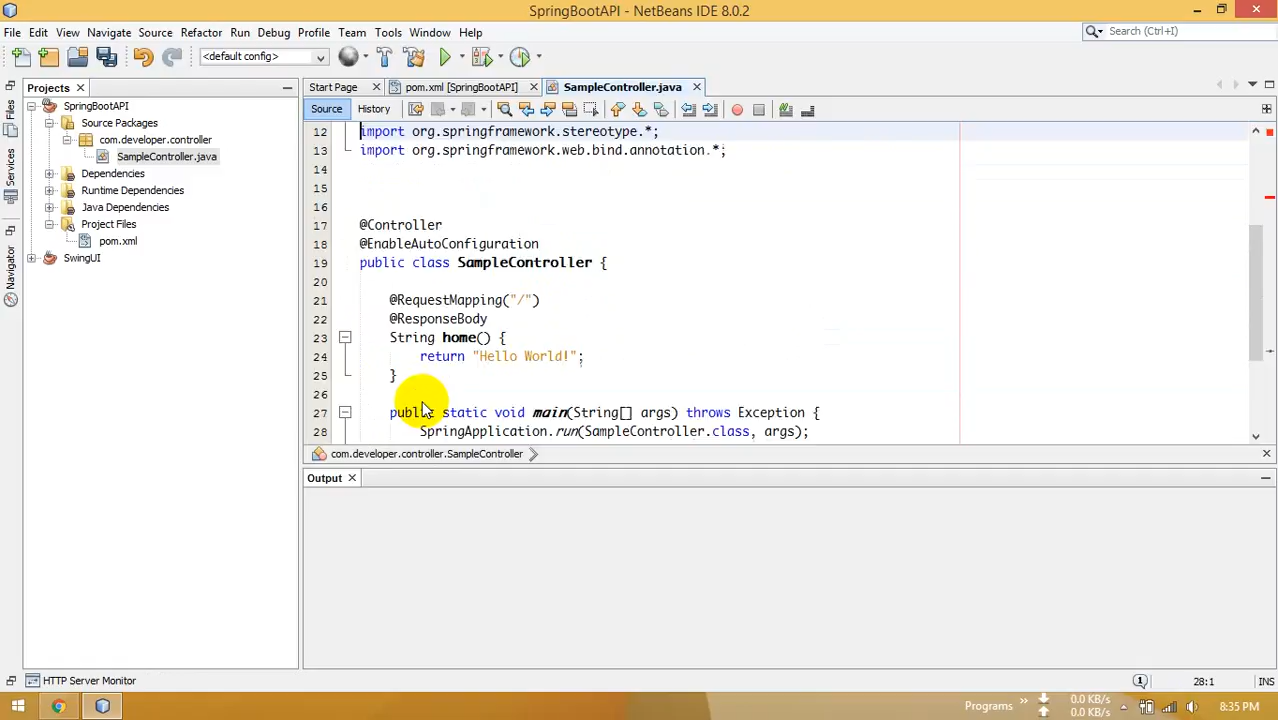 SpringBootAPI - NetBeans IDE 8.0.2
File Edit View Navigate Source Refactor Run Debug Profile Team Tools Window Help
Search (Ctrl+I)
<default config>
Files
Services
Navigator
Projects
SpringBootAPI
Source Packages
com.developer.controller
SampleController.java
Dependencies
Runtime Dependencies
Java Dependencies
Project Files
pom.xml
SwingUI
Start Page
pom.xml [SpringBootAPI]
SampleController.java
Source History
12 import org.springframework.stereotype.*;
13 import org.springframework.web.bind.annotation.*;
14
15
16
17 @Controller
18 @EnableAutoConfiguration
19 public class SampleController {
20
21 @RequestMapping("/")
22 @ResponseBody
23 String home() {
24 return "Hello World!";
25 }
26
27 public static void main(String[] args) throws Exception {
28 SpringApplication.run(SampleController.class, args);
com.developer.controller.SampleController
Output
HTTP Server Monitor
28:1
INS
Programs
0.0 KB/s
0.0 KB/s
8:35 PM